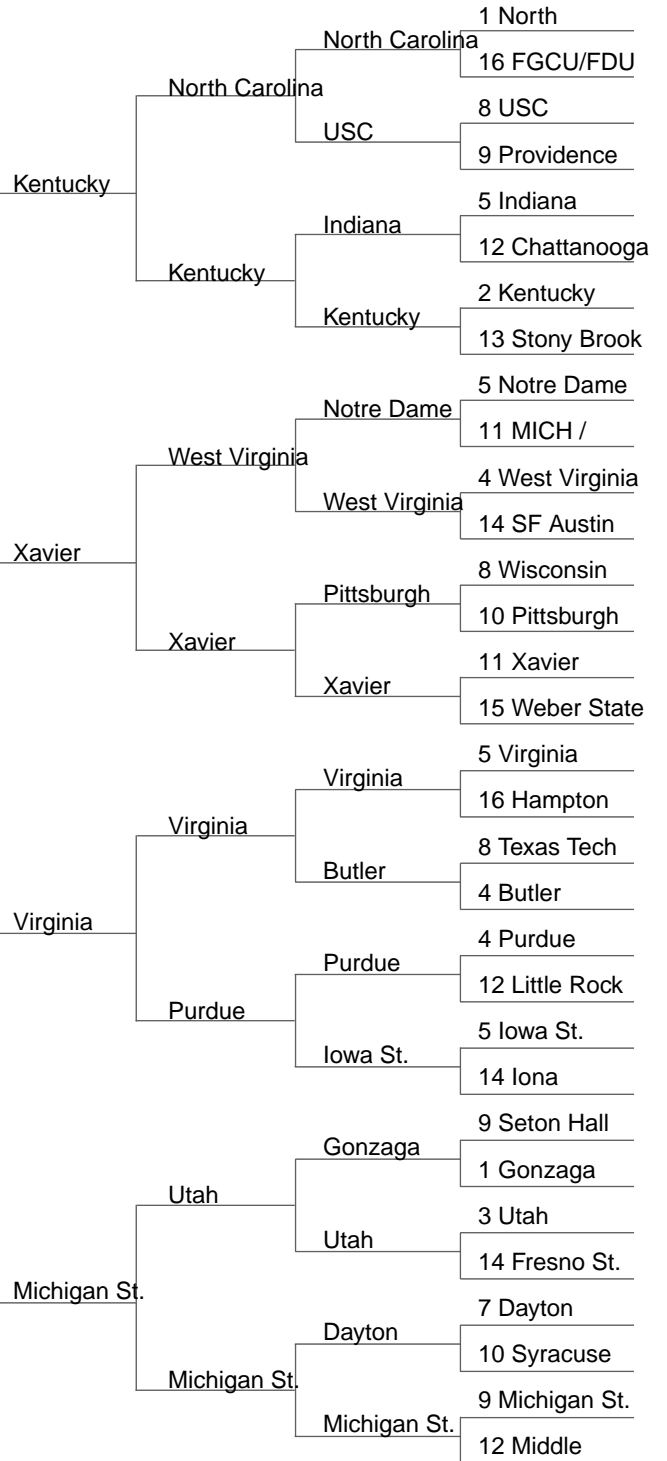 1 North
North Carolina
16 FGCU/FDU
North Carolina
8 USC
USC
9 Providence
Kentucky
5 Indiana
Indiana
12 Chattanooga
Kentucky
2 Kentucky
Kentucky
13 Stony Brook
5 Notre Dame
Notre Dame
11 MICH /
West Virginia
4 West Virginia
West Virginia
14 SF Austin
Xavier
8 Wisconsin
Pittsburgh
10 Pittsburgh
Xavier
11 Xavier
Xavier
15 Weber State
5 Virginia
Virginia
16 Hampton
Virginia
8 Texas Tech
Butler
4 Butler
Virginia
4 Purdue
Purdue
12 Little Rock
Purdue
5 Iowa St.
Iowa St.
14 Iona
9 Seton Hall
Gonzaga
1 Gonzaga
Utah
3 Utah
Utah
14 Fresno St.
Michigan St.
7 Dayton
Dayton
10 Syracuse
Michigan St.
9 Michigan St.
Michigan St.
12 Middle